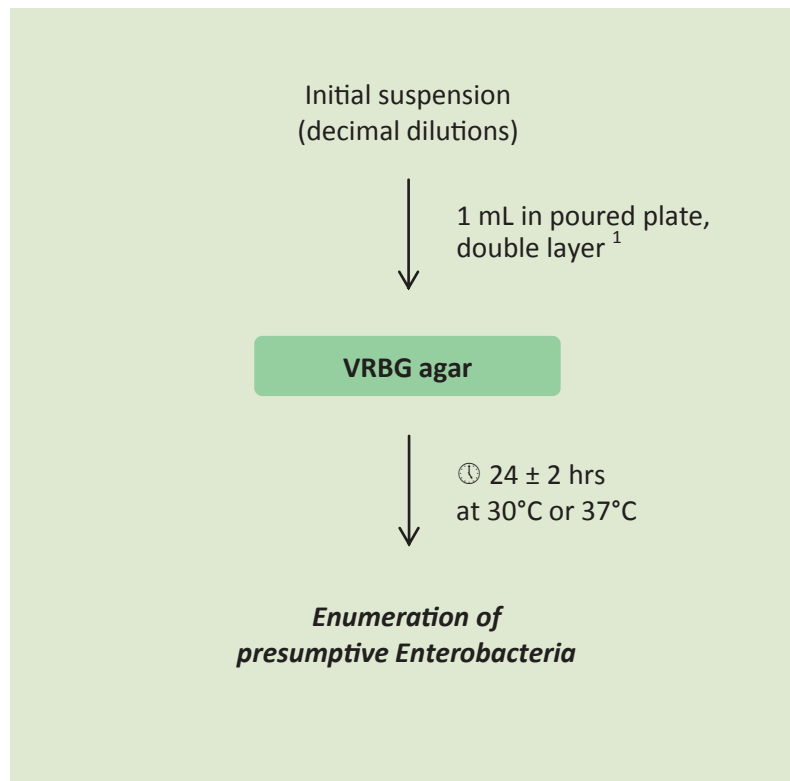 Initial suspension
(decimal dilutions)
1 mL in poured plate,
double layer 1
VRBG agar
24 ± 2 hrs
at 30°C or 37°C
Enumeration of
presumptive Enterobacteria